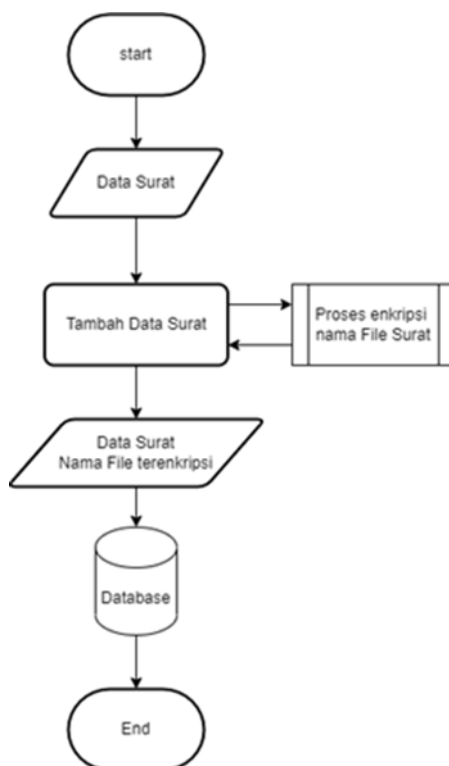 start
Data Surat
Tambah Data Surat
Proses enkripsi
nama File Surat
Data Surat
Nama File terenkripsi
Database
End